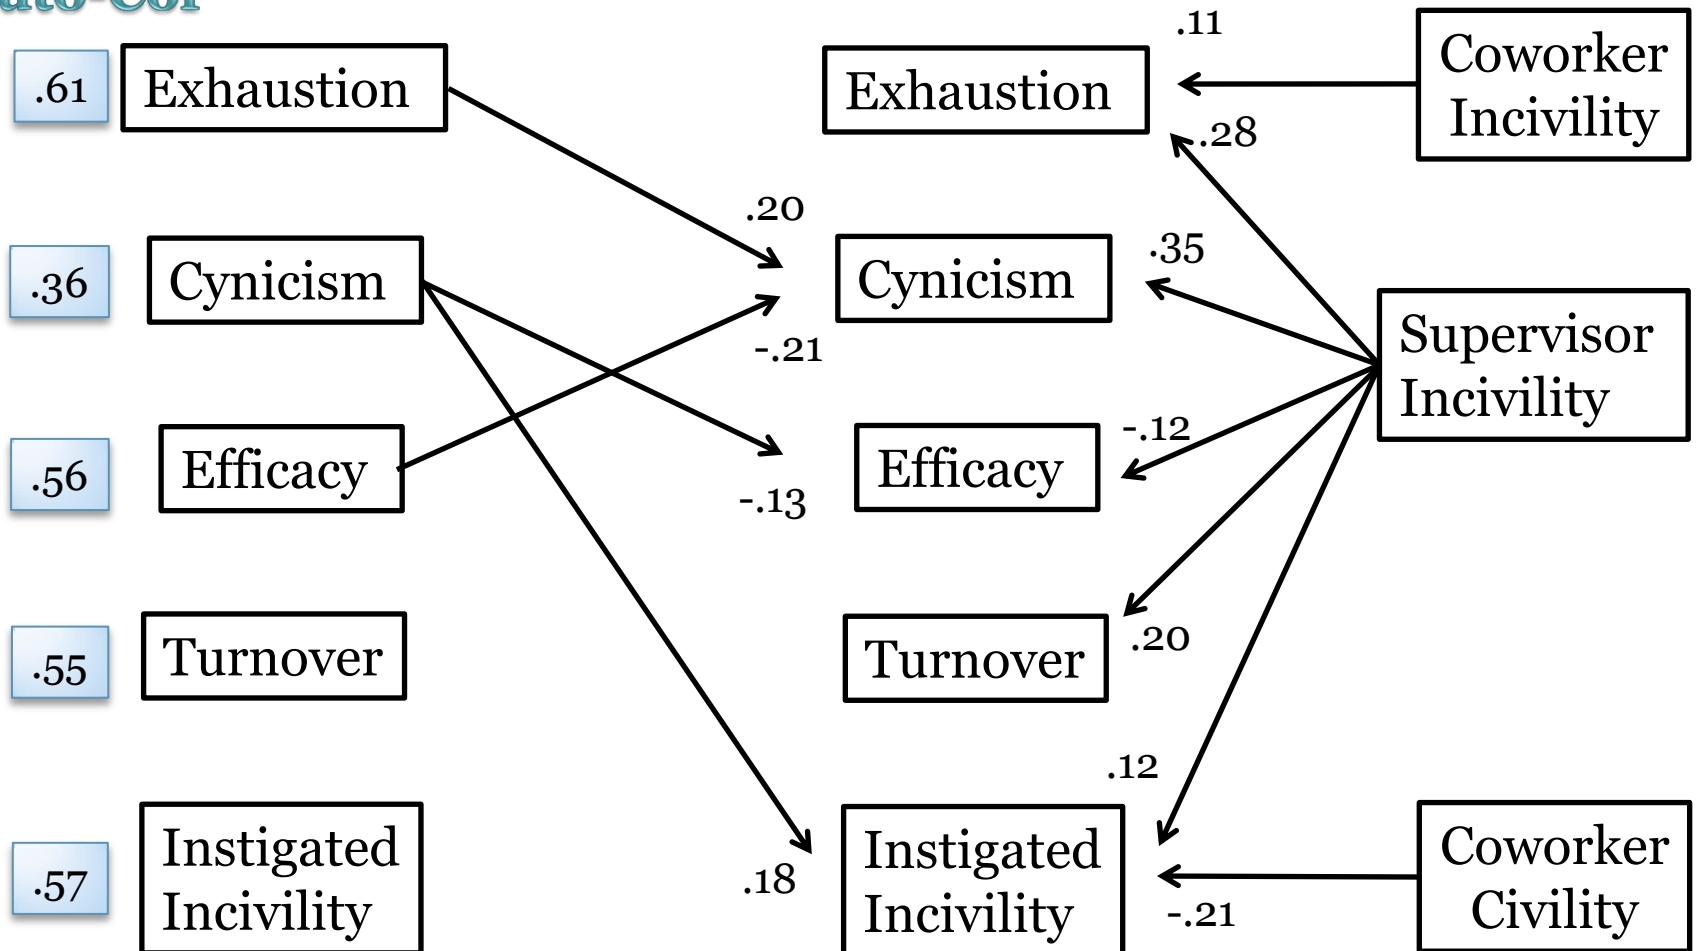 .11
.61
Exhaustion
Exhaustion
Coworker
Incivility
.28
.20
.35
.36
Cynicism
Cynicism
Supervisor
Incivility
-.21
-.12
.56
Efficacy
Efficacy
-.13
.55
Turnover
Turnover
.20
.12
.57
Instigated
Incivility
.18
Instigated
Incivility
-.21
Coworker
Civility